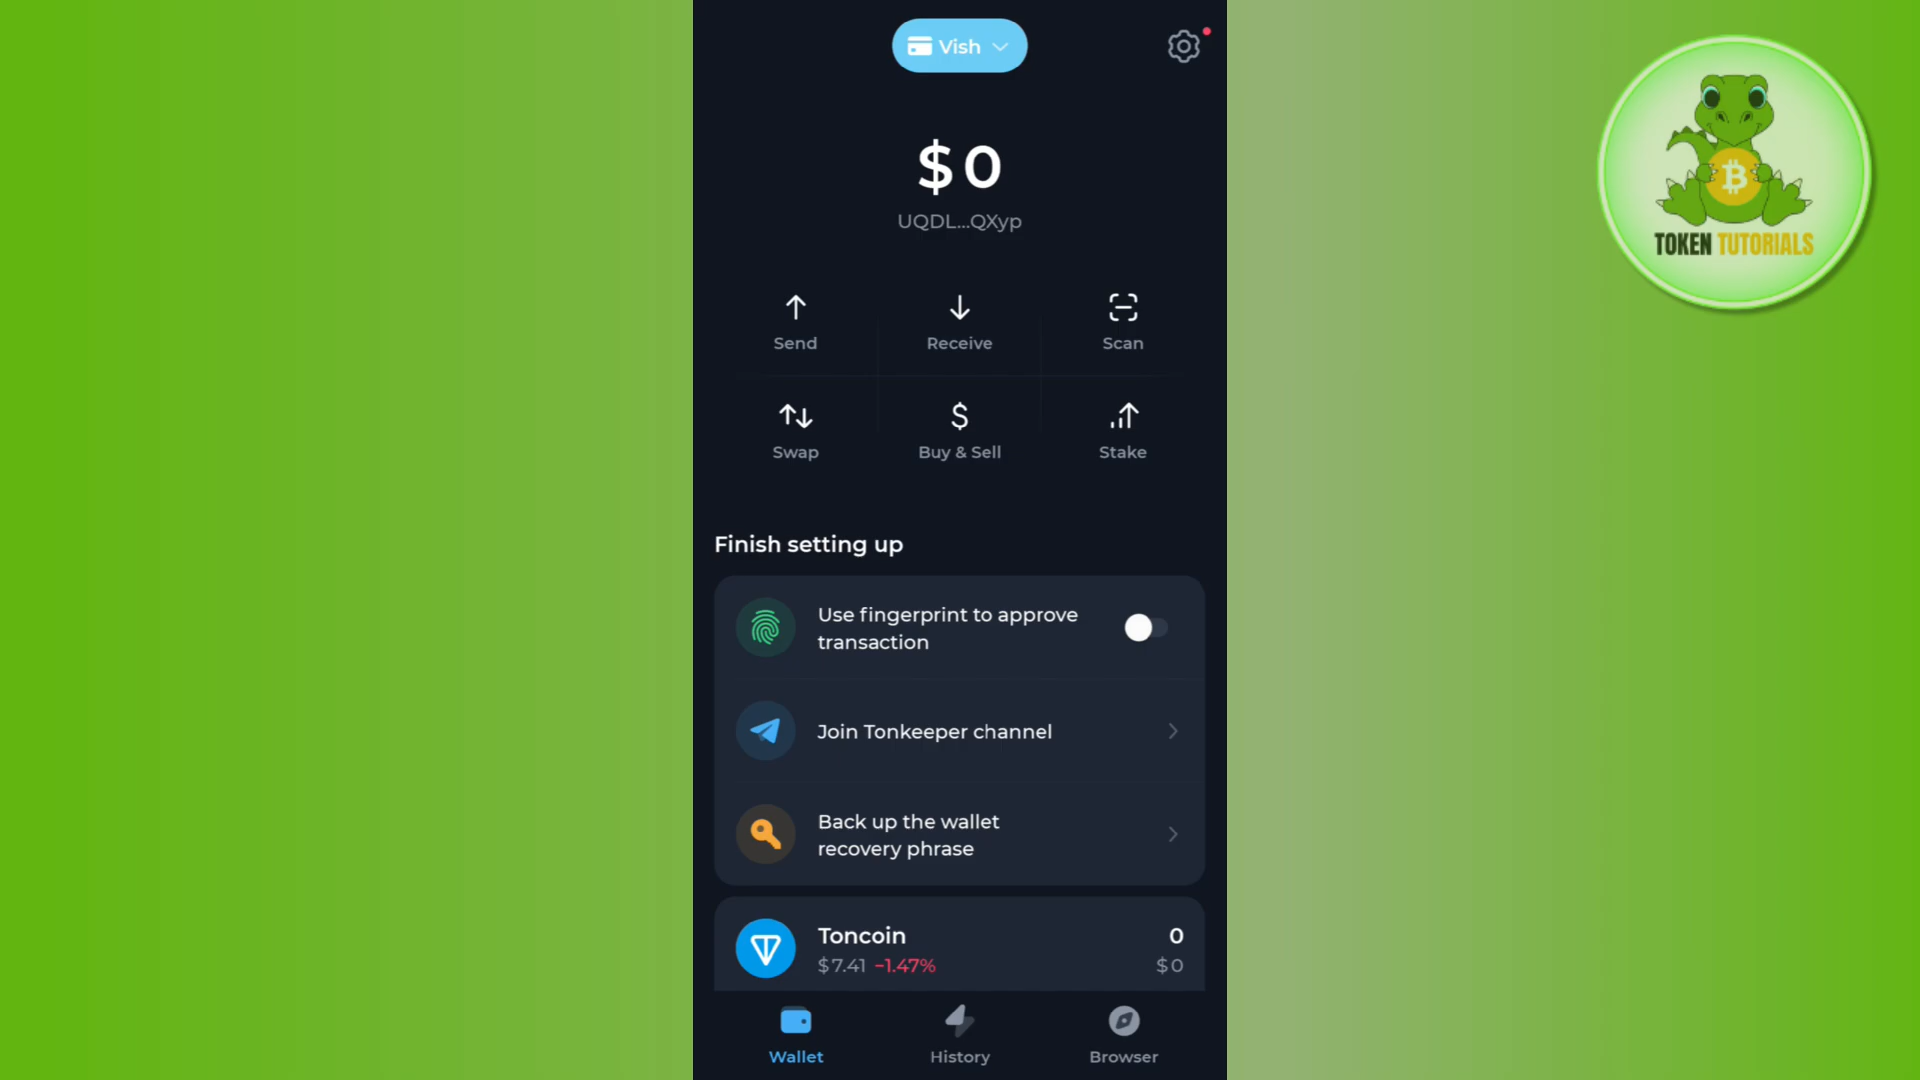 Vish
$0
UQDL...QXyp
Send
Receive
Scan
Swap
Buy & Sell
Stake
Finish setting up
Use fingerprint to approve
transaction
Join Tonkeeper channel
Back up the wallet
recovery phrase
Toncoin
0
$7.41 −1.47%
$0
Wallet
History
Browser
TOKEN TUTORIALS